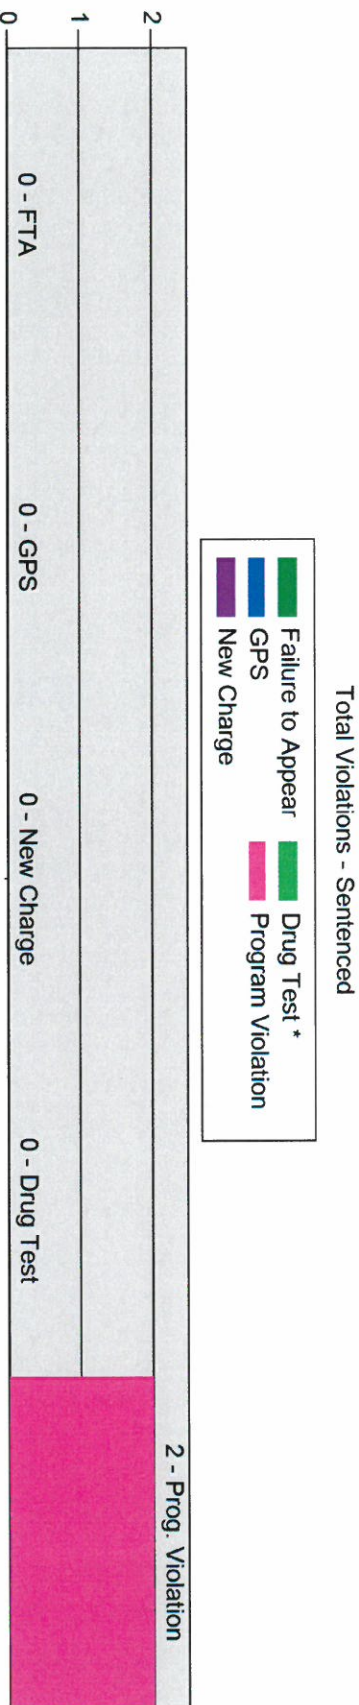 Total Violations - Sentenced
Failure to Appear Drug Test *
GPS Program Violation
New Charge
2
1
0
0 - FTA
0 - GPS
0 - New Charge
0 - Drug Test
2 - Prog. Violation